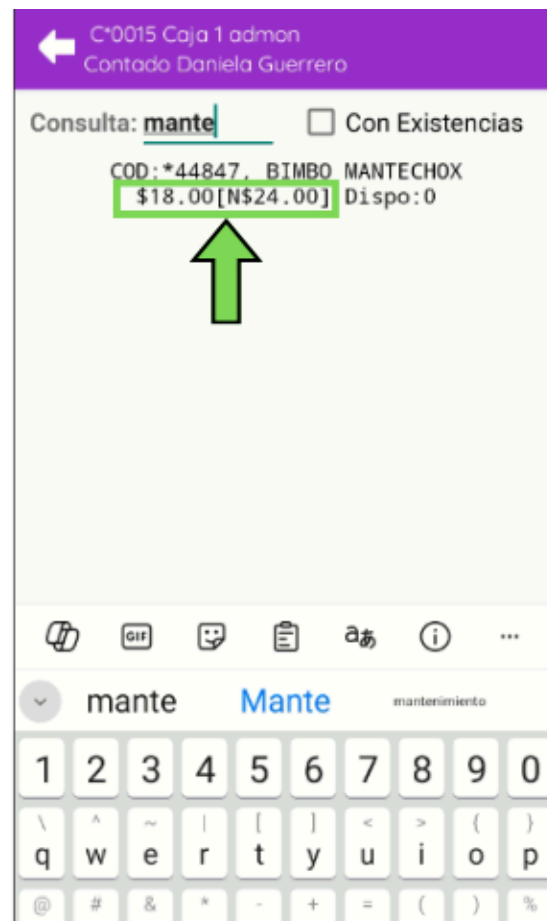 C*0015 Caja 1 admon
Contado Daniela Guerrero
Consulta: mante Con Existencias
COD:*44847, BIMBO MANTECHOX
$18.00[N$24.00] Dispo:0
GIF aあ ...
mante Mante mantenimiento
1 2 3 4 5 6 7 8 9 0
\ ^ ~ | [ ] < > { }
q w e r t y u i o p
@ # & * - + = ( ) %